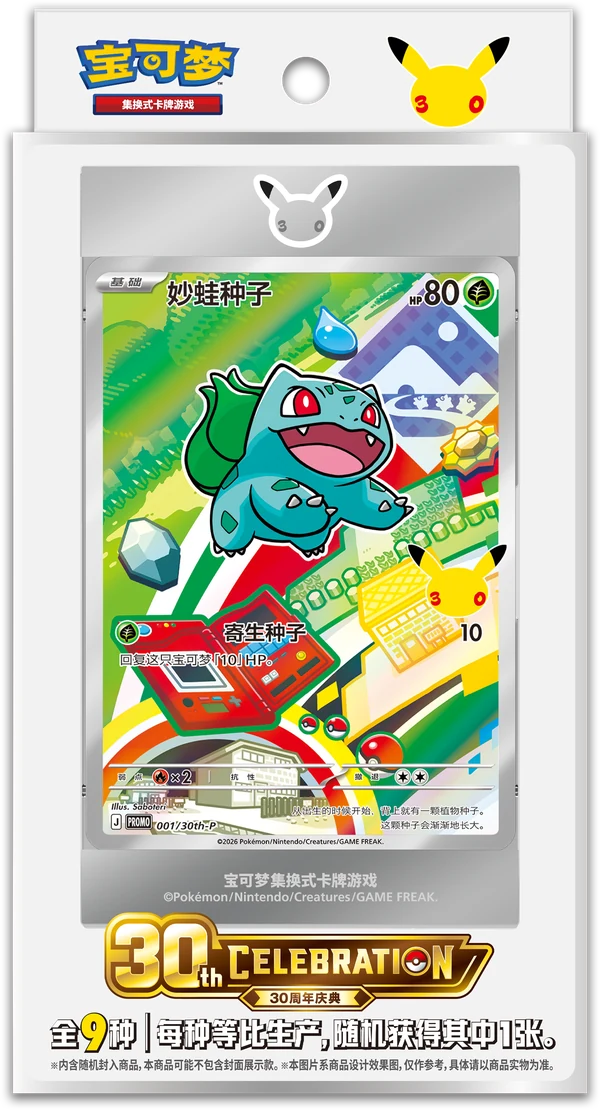 宝可梦™
集换式卡牌游戏
3 0
3 0
基础
妙蛙种子
HP80
3 0
寄生种子
10
回复这只宝可梦「10」HP。
弱点 ×2 抗性 撤退
Illus. Saboteri
从出生的时候开始，背上就有一颗植物种子。
这颗种子会渐渐地长大。
J PROMO 001/30th-P
©2026 Pokémon/Nintendo/Creatures/GAME FREAK.
宝可梦集换式卡牌游戏
©Pokémon/Nintendo/Creatures/GAME FREAK.
30th CELEBRATION
30周年庆典
全9种｜每种等比生产，随机获得其中1张。
※内含随机封入商品，本商品可能不包含封面展示款。※本图片系商品设计效果图，仅作参考，具体请以商品实物为准。